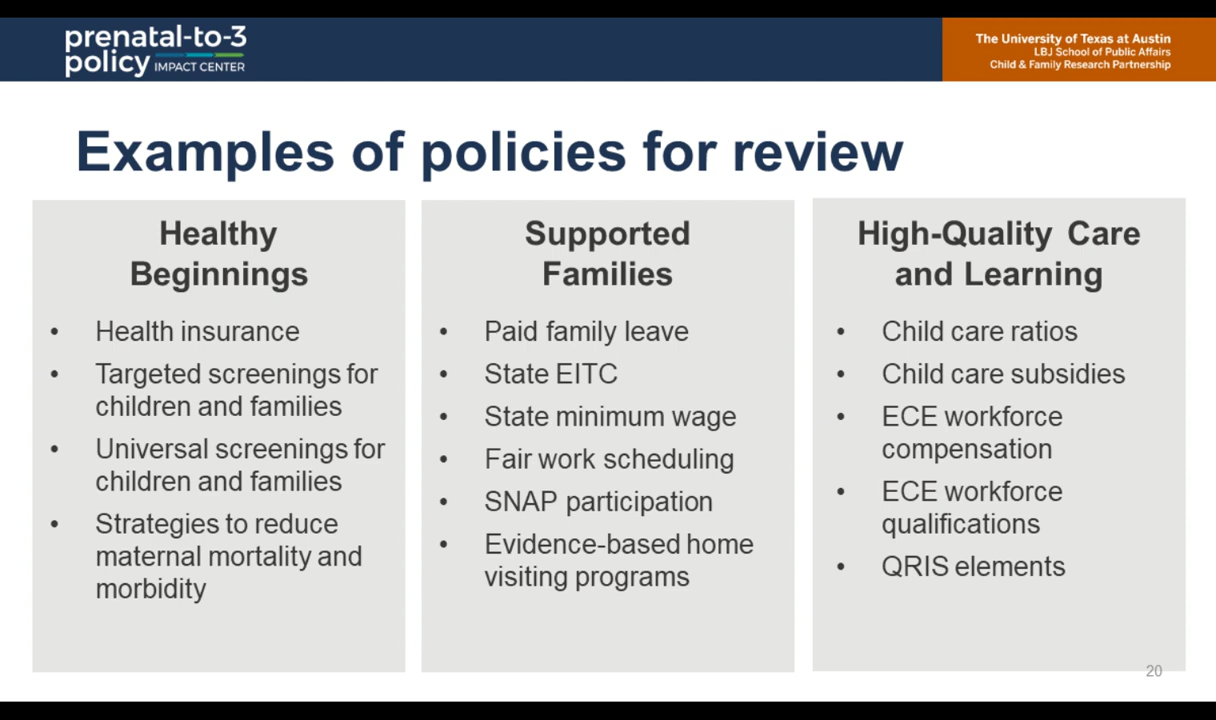 prenatal-to-3
policy IMPACT CENTER
The University of Texas at Austin
LBJ School of Public Affairs
Child & Family Research Partnership
Examples of policies for review
Healthy
Beginnings
• Health insurance
• Targeted screenings for
children and families
• Universal screenings for
children and families
• Strategies to reduce
maternal mortality and
morbidity
Supported
Families
• Paid family leave
• State EITC
• State minimum wage
• Fair work scheduling
• SNAP participation
• Evidence-based home
visiting programs
High-Quality Care
and Learning
• Child care ratios
• Child care subsidies
• ECE workforce
compensation
• ECE workforce
qualifications
• QRIS elements
20